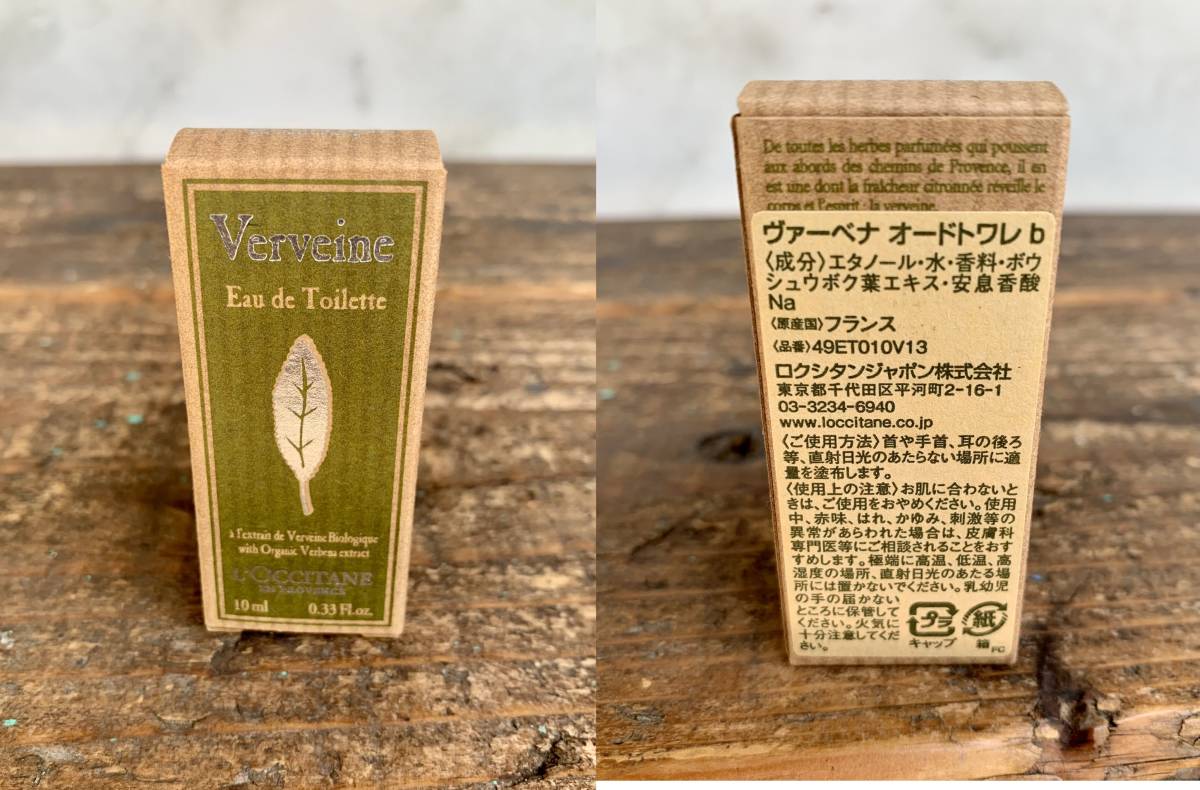 Verveine
Eau de Toilette
à l'extrait de Verveine Biologique
with Organic Verbena extract
L'OCCITANE
EN PROVENCE
10 ml 0.33 Fl.oz.
De toutes les herbes parfumées qui poussent
aux abords des chemins de Provence, il en
est une dont la fraîcheur citronnée réveille le
corps et l'esprit : la verveine.
ヴァーベナ オードトワレ b
〈成分〉エタノール・水・香料・ボウ
シュウボク葉エキス・安息香酸
Na
〈原産国〉フランス
〈品番〉49ET010V13
ロクシタンジャポン株式会社
東京都千代田区平河町2-16-1
03-3234-6940
www.loccitane.co.jp
〈ご使用方法〉首や手首、耳の後ろ
等、直射日光のあたらない場所に適
量を塗布します。
〈使用上の注意〉お肌に合わないと
きは、ご使用をおやめください。使用
中、赤味、はれ、かゆみ、刺激等の
異常があらわれた場合は、皮膚科
専門医等にご相談されることをおす
すめします。極端に高温、低温、高
湿度の場所、直射日光のあたる場
所には置かないでください。乳幼児
の手の届かない
ところに保管して
ください。火気に
十分注意してくだ
さい。
プラ 紙
キャップ 箱 FC